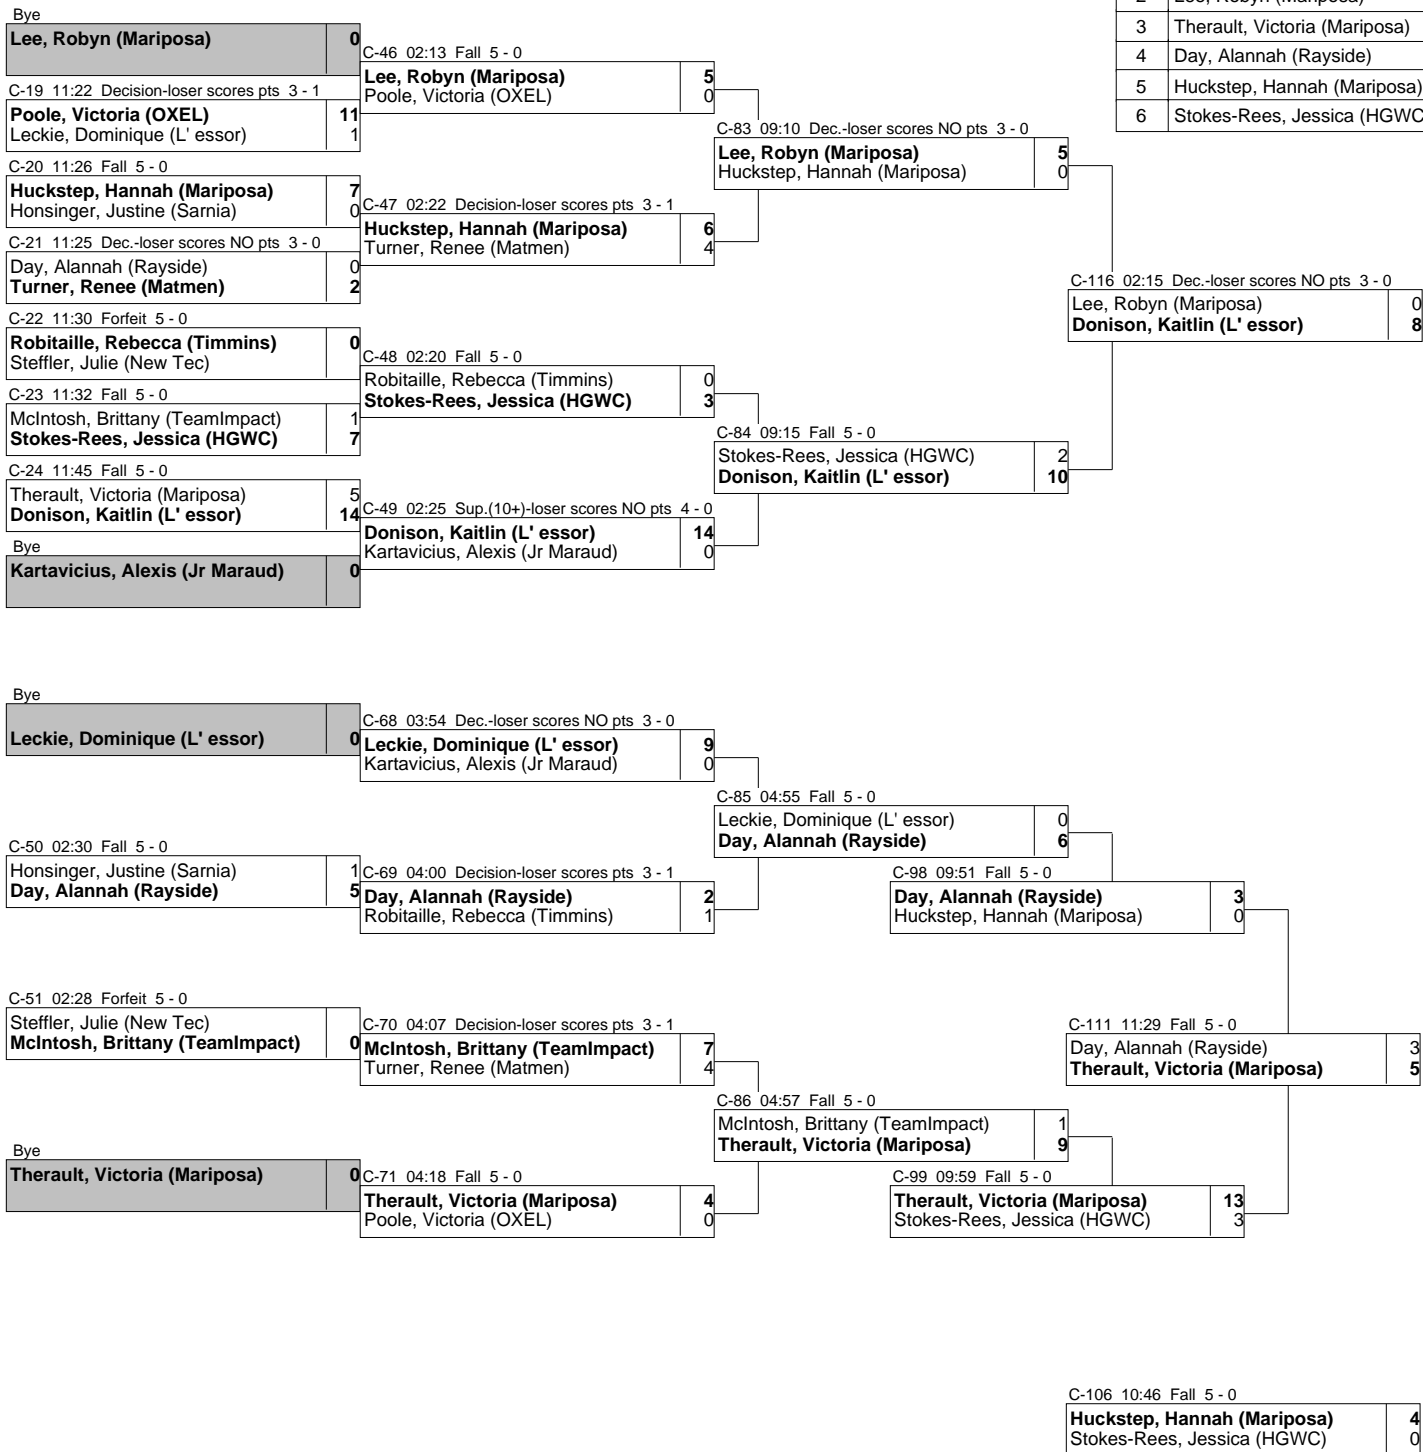 2 Lee, Robyn (Mariposa)
3 Therault, Victoria (Mariposa)
4 Day, Alannah (Rayside)
5 Huckstep, Hannah (Mariposa)
6 Stokes-Rees, Jessica (HGWC
Bye
Lee, Robyn (Mariposa) 0
C-19 11:22 Decision-loser scores pts 3 - 1
Poole, Victoria (OXEL) 11
Leckie, Dominique (L' essor) 1
C-20 11:26 Fall 5 - 0
Huckstep, Hannah (Mariposa) 7
Honsinger, Justine (Sarnia) 0
C-21 11:25 Dec.-loser scores NO pts 3 - 0
Day, Alannah (Rayside) 0
Turner, Renee (Matmen) 2
C-22 11:30 Forfeit 5 - 0
Robitaille, Rebecca (Timmins) 0
Steffler, Julie (New Tec)
C-23 11:32 Fall 5 - 0
McIntosh, Brittany (TeamImpact) 1
Stokes-Rees, Jessica (HGWC) 7
C-24 11:45 Fall 5 - 0
Therault, Victoria (Mariposa) 5
Donison, Kaitlin (L' essor) 14
Bye
Kartavicius, Alexis (Jr Maraud) 0
C-46 02:13 Fall 5 - 0
Lee, Robyn (Mariposa) 5
Poole, Victoria (OXEL) 0
C-47 02:22 Decision-loser scores pts 3 - 1
Huckstep, Hannah (Mariposa) 6
Turner, Renee (Matmen) 4
C-48 02:20 Fall 5 - 0
Robitaille, Rebecca (Timmins) 0
Stokes-Rees, Jessica (HGWC) 3
C-49 02:25 Sup.(10+)-loser scores NO pts 4 - 0
Donison, Kaitlin (L' essor) 14
Kartavicius, Alexis (Jr Maraud) 0
C-83 09:10 Dec.-loser scores NO pts 3 - 0
Lee, Robyn (Mariposa) 5
Huckstep, Hannah (Mariposa) 0
C-84 09:15 Fall 5 - 0
Stokes-Rees, Jessica (HGWC) 2
Donison, Kaitlin (L' essor) 10
C-116 02:15 Dec.-loser scores NO pts 3 - 0
Lee, Robyn (Mariposa) 0
Donison, Kaitlin (L' essor) 8
Bye
Leckie, Dominique (L' essor) 0
C-50 02:30 Fall 5 - 0
Honsinger, Justine (Sarnia) 1
Day, Alannah (Rayside) 5
C-51 02:28 Forfeit 5 - 0
Steffler, Julie (New Tec)
McIntosh, Brittany (TeamImpact) 0
Bye
Therault, Victoria (Mariposa) 0
C-68 03:54 Dec.-loser scores NO pts 3 - 0
Leckie, Dominique (L' essor) 9
Kartavicius, Alexis (Jr Maraud) 0
C-69 04:00 Decision-loser scores pts 3 - 1
Day, Alannah (Rayside) 2
Robitaille, Rebecca (Timmins) 1
C-70 04:07 Decision-loser scores pts 3 - 1
McIntosh, Brittany (TeamImpact) 7
Turner, Renee (Matmen) 4
C-71 04:18 Fall 5 - 0
Therault, Victoria (Mariposa) 4
Poole, Victoria (OXEL) 0
C-85 04:55 Fall 5 - 0
Leckie, Dominique (L' essor) 0
Day, Alannah (Rayside) 6
C-86 04:57 Fall 5 - 0
McIntosh, Brittany (TeamImpact) 1
Therault, Victoria (Mariposa) 9
C-98 09:51 Fall 5 - 0
Day, Alannah (Rayside) 3
Huckstep, Hannah (Mariposa) 0
C-99 09:59 Fall 5 - 0
Therault, Victoria (Mariposa) 13
Stokes-Rees, Jessica (HGWC) 3
C-111 11:29 Fall 5 - 0
Day, Alannah (Rayside) 3
Therault, Victoria (Mariposa) 5
C-106 10:46 Fall 5 - 0
Huckstep, Hannah (Mariposa) 4
Stokes-Rees, Jessica (HGWC) 0